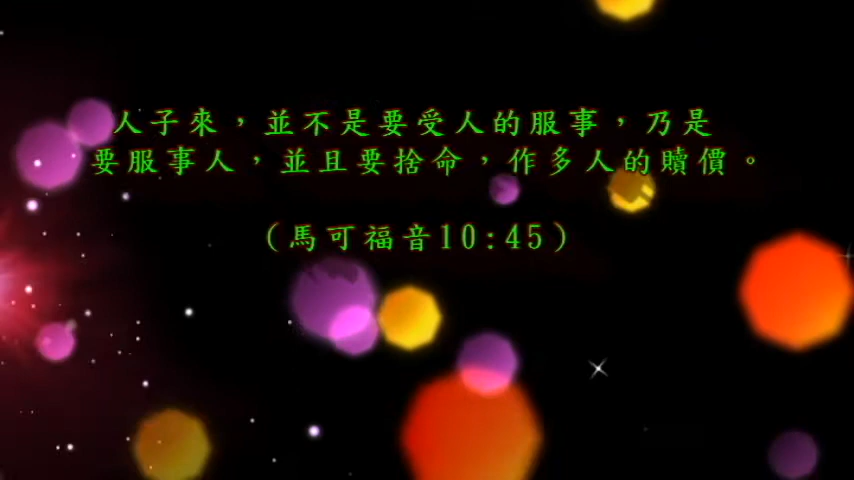 人子來，並不是要受人的服事，乃是
要服事人，並且要捨命，作多人的贖價。
（馬可福音10:45）